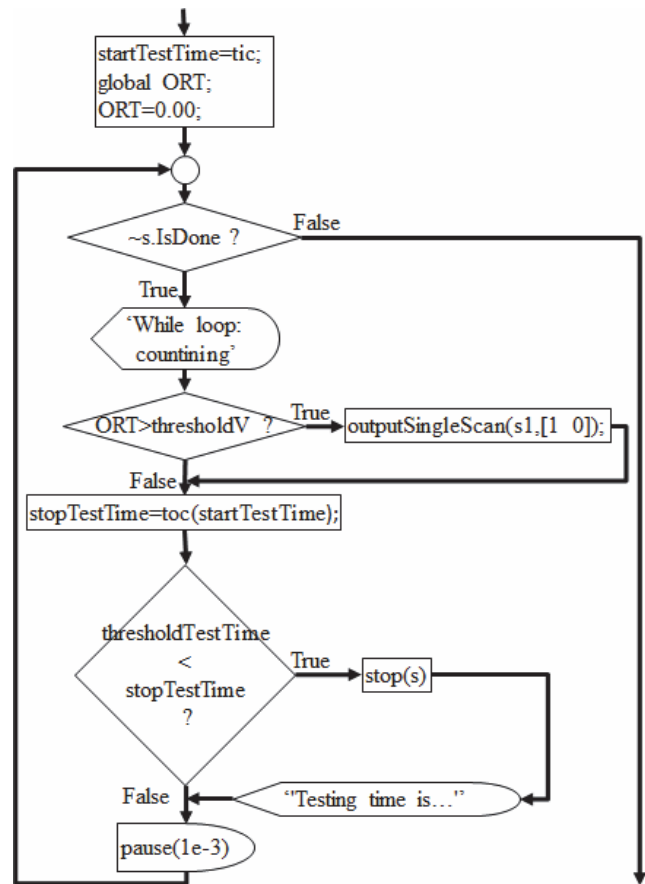 startTestTime=tic;
global ORT;
ORT=0.00;
~s.IsDone ?
False
True
‘While loop:
countining’
ORT>thresholdV ?
True
outputSingleScan(s1,[1 0]);
False
stopTestTime=toc(startTestTime);
thresholdTestTime
<
stopTestTime
?
True
stop(s)
False
‘'Testing time is…'’
pause(1e-3)